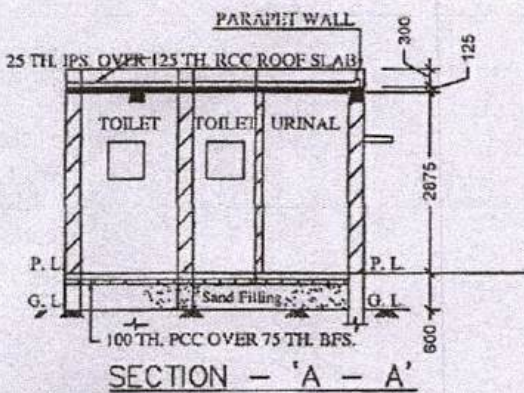 PARAPET WALL
25 TH. IPS. OVER 125 TH. RCC ROOF SLAB
300
125
TOILET TOILET URINAL
2875
P. L. P. L.
G. L. Sand Filling G. L.
600
100 TH. PCC OVER 75 TH. BFS.
SECTION - 'A - A'